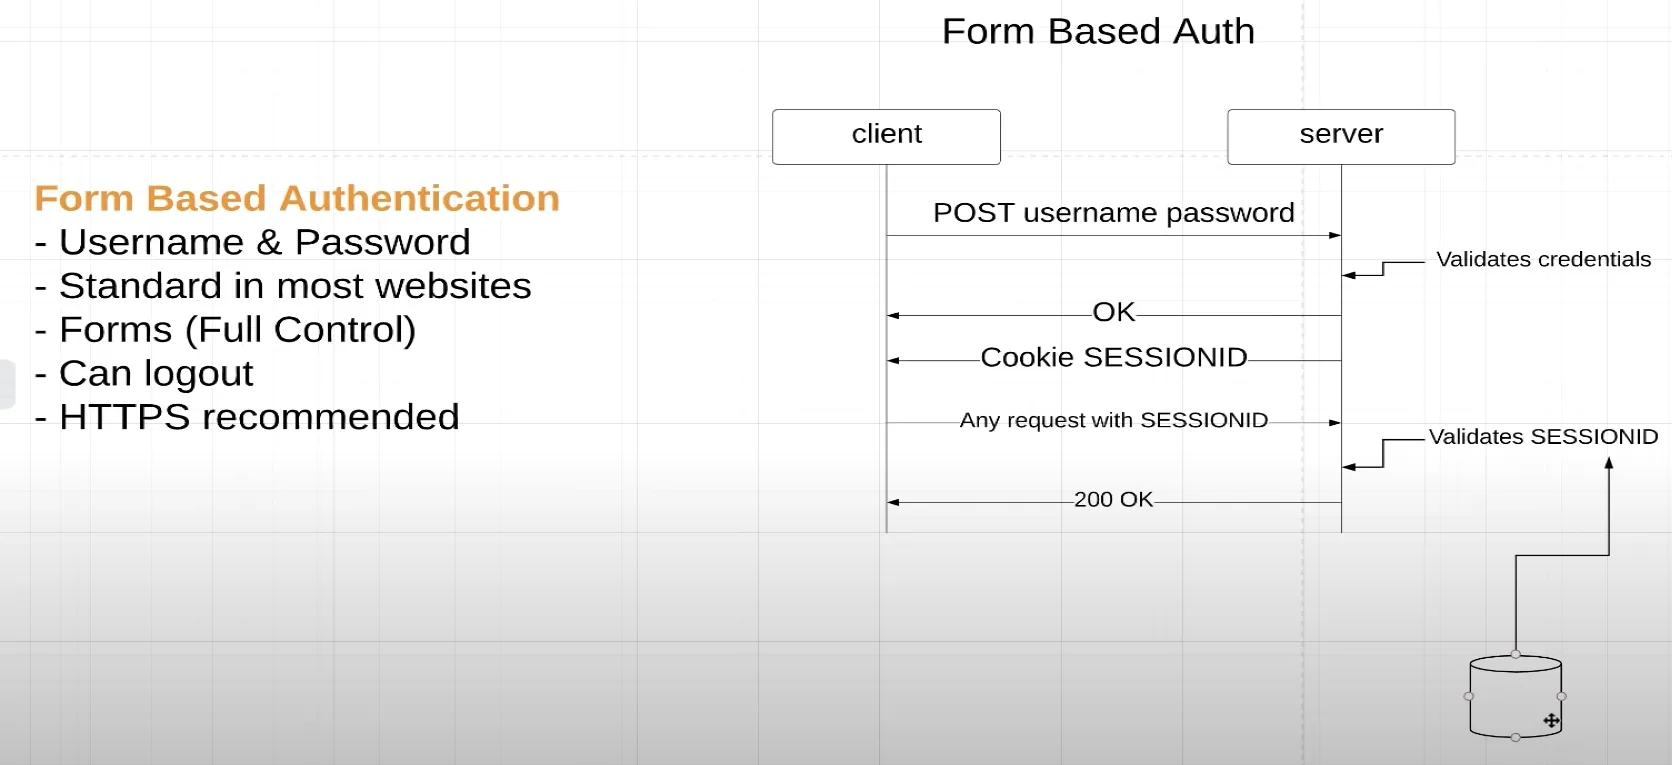 Form Based Auth
client
server
Form Based Authentication
- Username & Password
- Standard in most websites
- Forms (Full Control)
- Can logout
- HTTPS recommended
POST username password
Validates credentials
OK
Cookie SESSIONID
Any request with SESSIONID
Validates SESSIONID
200 OK